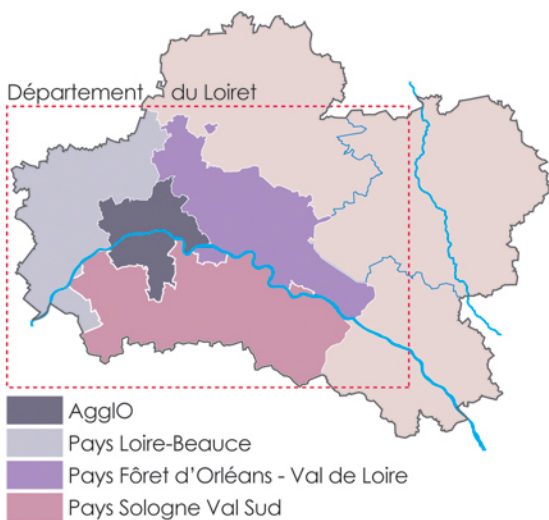 Département du Loiret
AgglO
Pays Loire-Beauce
Pays Fôret d'Orléans - Val de Loire
Pays Sologne Val Sud